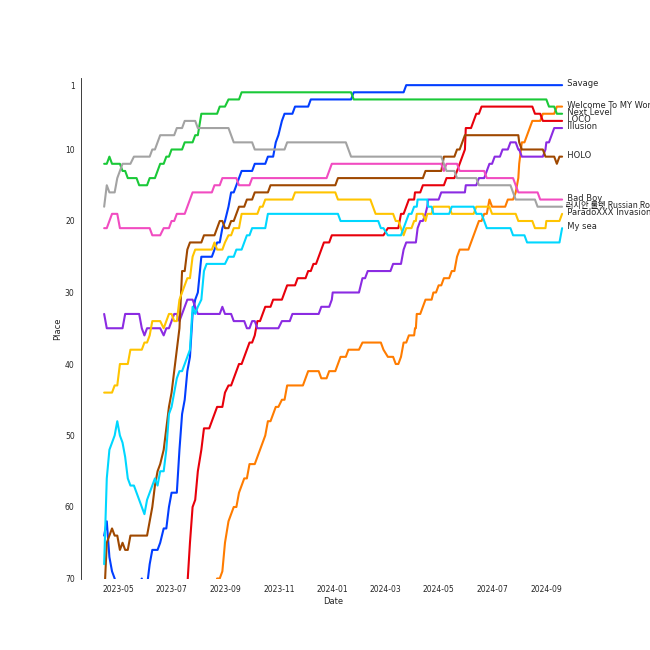 1
10
20
30
40
50
60
70
Place
2023-05
2023-07
2023-09
2023-11
2024-01
2024-03
2024-05
2024-07
2024-09
Date
Savage
Welcome To MY Wor
Next Level
LOCO
Illusion
HOLO
Bad Boy
Russian Ro
ParadoXXX Invasion
My sea